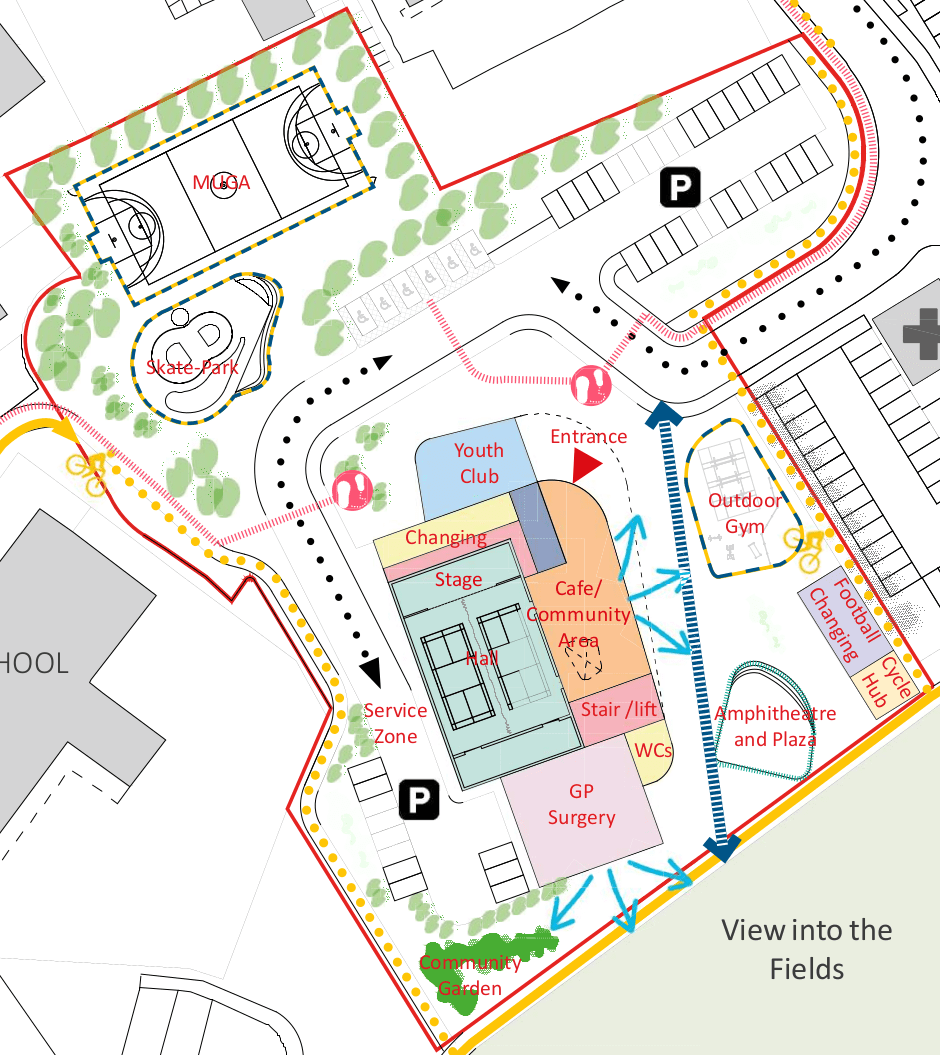 MUGA
P
Skate-Park
Entrance
Youth
Club
Outdoor
Gym
Changing
Stage
Cafe/
Community
Area
Football
Changing
HOOL
Hall
Cycle
Hub
Service
Zone
Stair /lift
Amphitheatre
and Plaza
WCs
P
GP
Surgery
View into the
Fields
Community
Garden